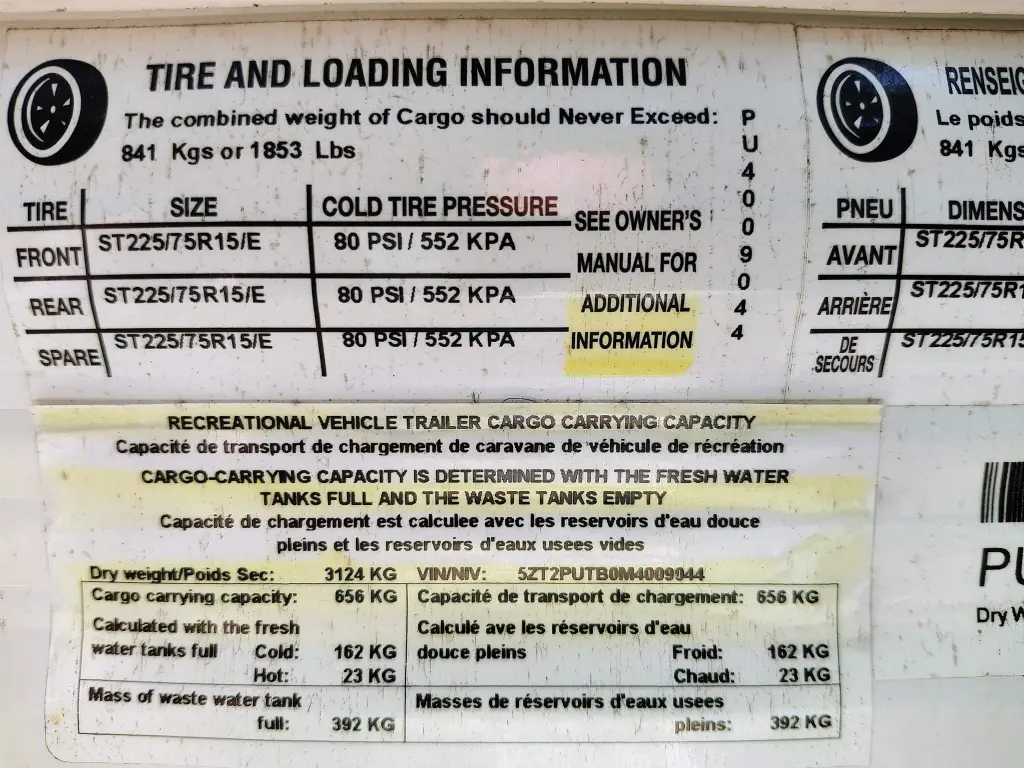 TIRE AND LOADING INFORMATION
The combined weight of Cargo should Never Exceed:
841 Kgs or 1853 Lbs
TIRE SIZE COLD TIRE PRESSURE
FRONT ST225/75R15/E 80 PSI / 552 KPA
REAR ST225/75R15/E 80 PSI / 552 KPA
SPARE ST225/75R15/E 80 PSI / 552 KPA
SEE OWNER'S
MANUAL FOR
ADDITIONAL
INFORMATION
PU4009044
RENSEIG
Le poids
841 Kgs
PNEU DIMENS
AVANT ST225/75R
ARRIÈRE ST225/75R1
DE
SECOURS ST225/75R15
RECREATIONAL VEHICLE TRAILER CARGO CARRYING CAPACITY
Capacité de transport de chargement de caravane de véhicule de récréation
CARGO-CARRYING CAPACITY IS DETERMINED WITH THE FRESH WATER
TANKS FULL AND THE WASTE TANKS EMPTY
Capacité de chargement est calculee avec les reservoirs d'eau douce
pleins et les reservoirs d'eaux usees vides
Dry weight/Poids Sec: 3124 KG VIN/NIV: 5ZT2PUTB0M4009044
Cargo carrying capacity: 656 KG Capacité de transport de chargement: 656 KG
Calculated with the fresh Calculé ave les réservoirs d'eau
water tanks full Cold: 162 KG douce pleins Froid: 162 KG
Hot: 23 KG Chaud: 23 KG
Mass of waste water tank Masses de réservoirs d'eaux usees
full: 392 KG pleins: 392 KG
PU
Dry W